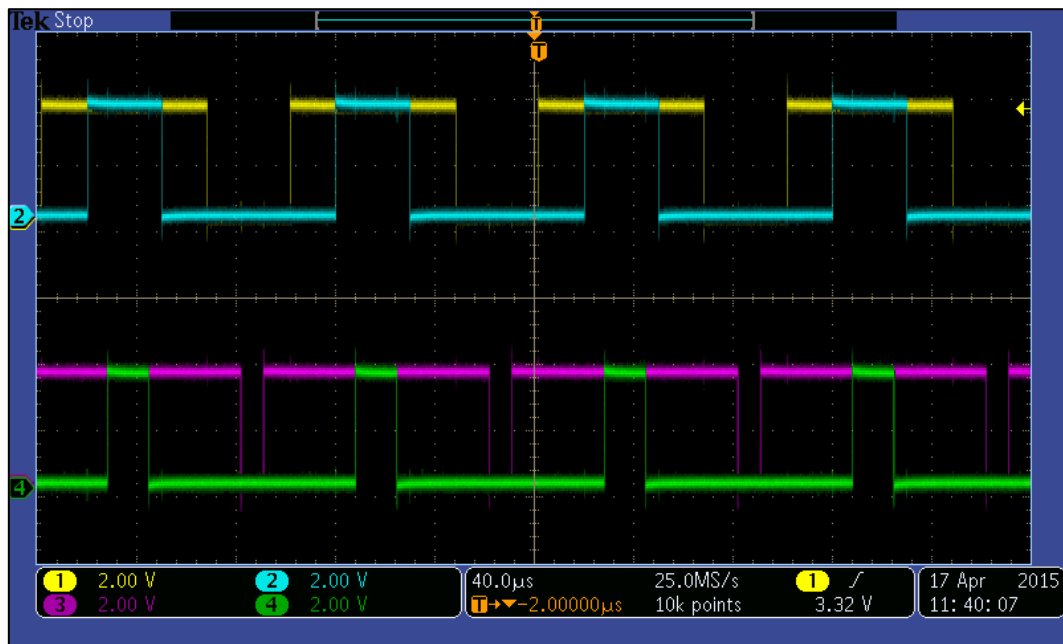 Tek Stop
T
T
2
4
1 2.00 V 2 2.00 V
3 2.00 V 4 2.00 V
40.0µs 25.0MS/s 1 ƒ
T→▼-2.00000µs 10k points 3.32 V
17 Apr 2015
11:40:07